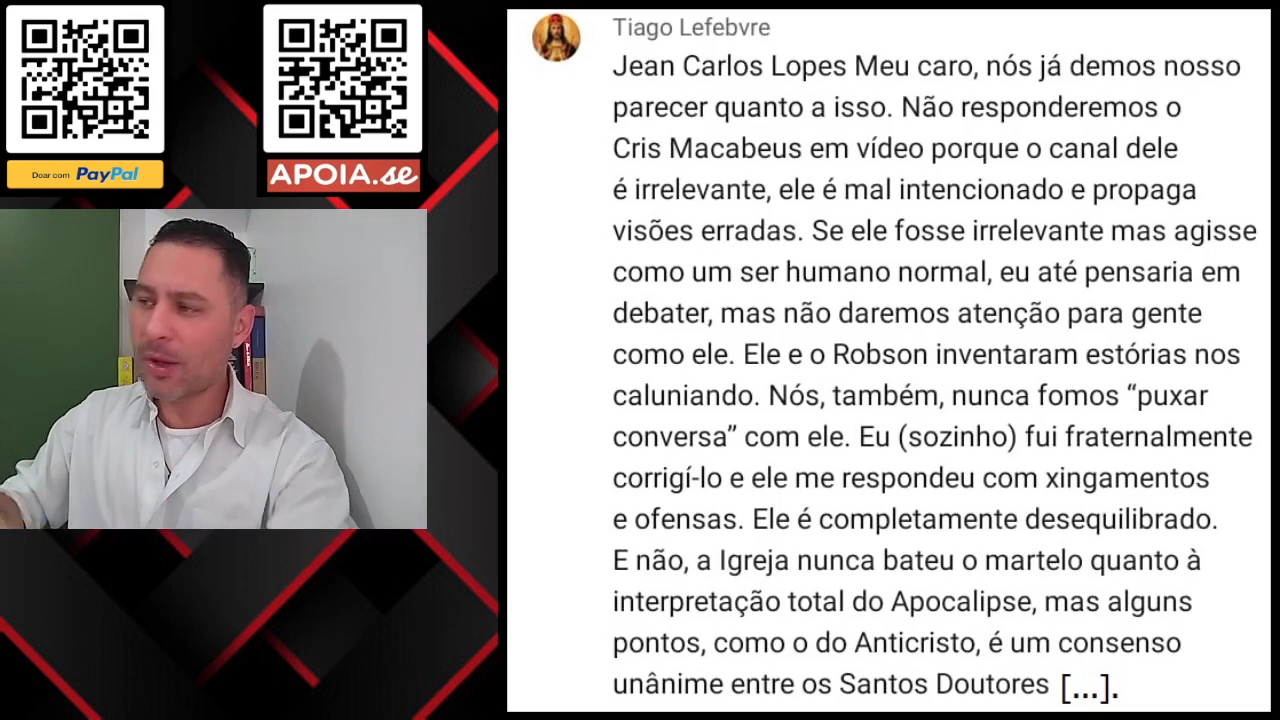 Doar com PayPal
APOIA.se
Tiago Lefebvre
Jean Carlos Lopes Meu caro, nós já demos nosso
parecer quanto a isso. Não responderemos o
Cris Macabeus em vídeo porque o canal dele
é irrelevante, ele é mal intencionado e propaga
visões erradas. Se ele fosse irrelevante mas agisse
como um ser humano normal, eu até pensaria em
debater, mas não daremos atenção para gente
como ele. Ele e o Robson inventaram estórias nos
caluniando. Nós, também, nunca fomos “puxar
conversa” com ele. Eu (sozinho) fui fraternalmente
corrigí-lo e ele me respondeu com xingamentos
e ofensas. Ele é completamente desequilibrado.
E não, a Igreja nunca bateu o martelo quanto à
interpretação total do Apocalipse, mas alguns
pontos, como o do Anticristo, é um consenso
unânime entre os Santos Doutores [...].